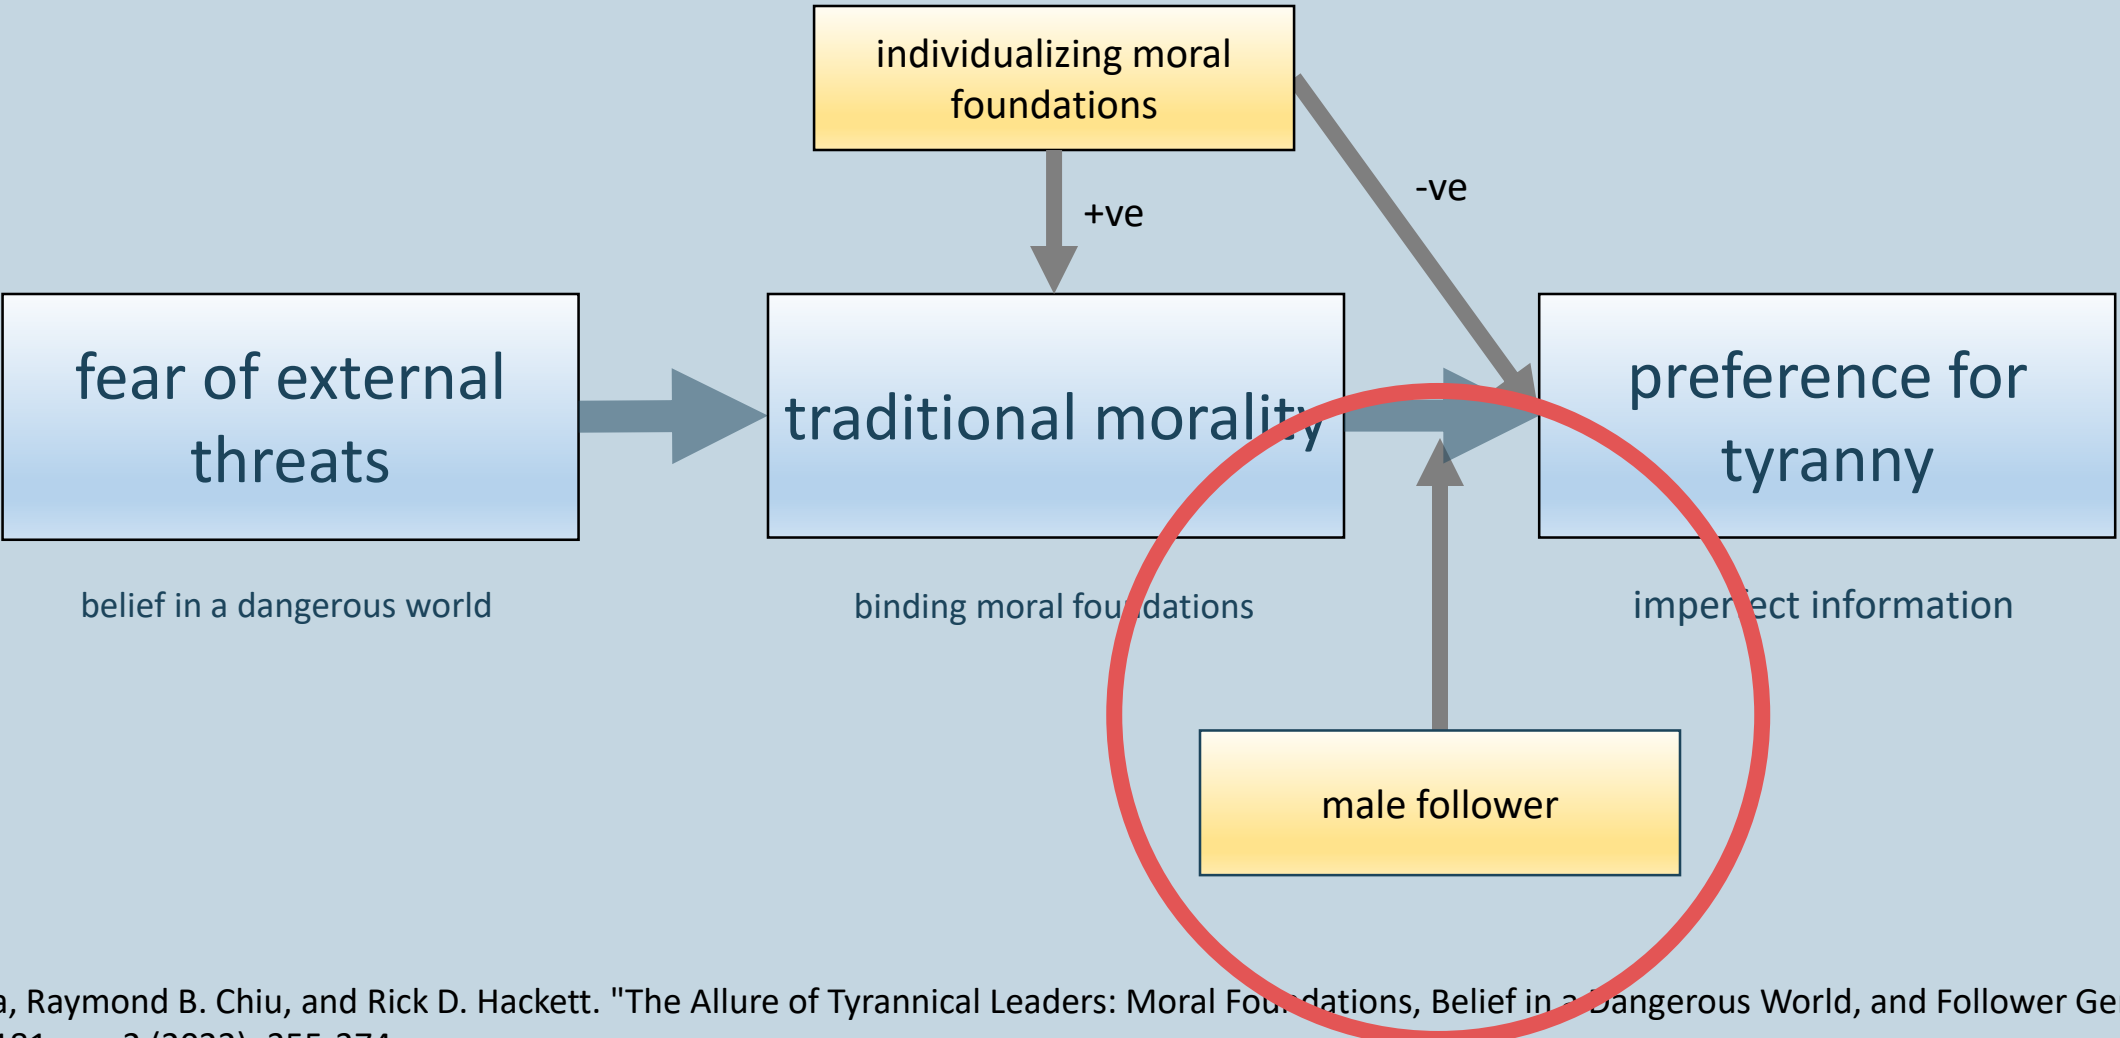 individualizing moral
foundations
+ve
-ve
fear of external
threats
traditional morality
preference for
tyranny
belief in a dangerous world
binding moral foundations
imperfect information
male follower
Raymond B. Chiu, and Rick D. Hackett. "The Allure of Tyrannical Leaders: Moral Foundations, Belief in a Dangerous World, and Follower